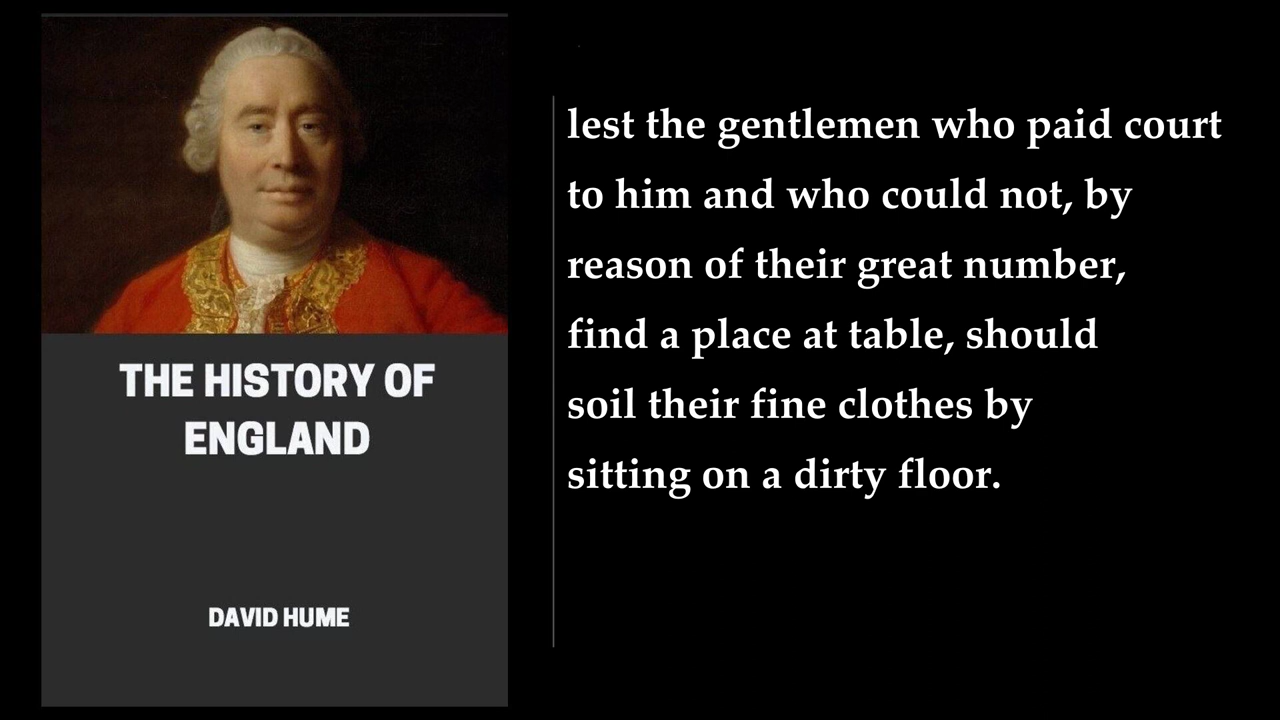 THE HISTORY OF
ENGLAND
DAVID HUME
lest the gentlemen who paid court
to him and who could not, by
reason of their great number,
find a place at table, should
soil their fine clothes by
sitting on a dirty floor.